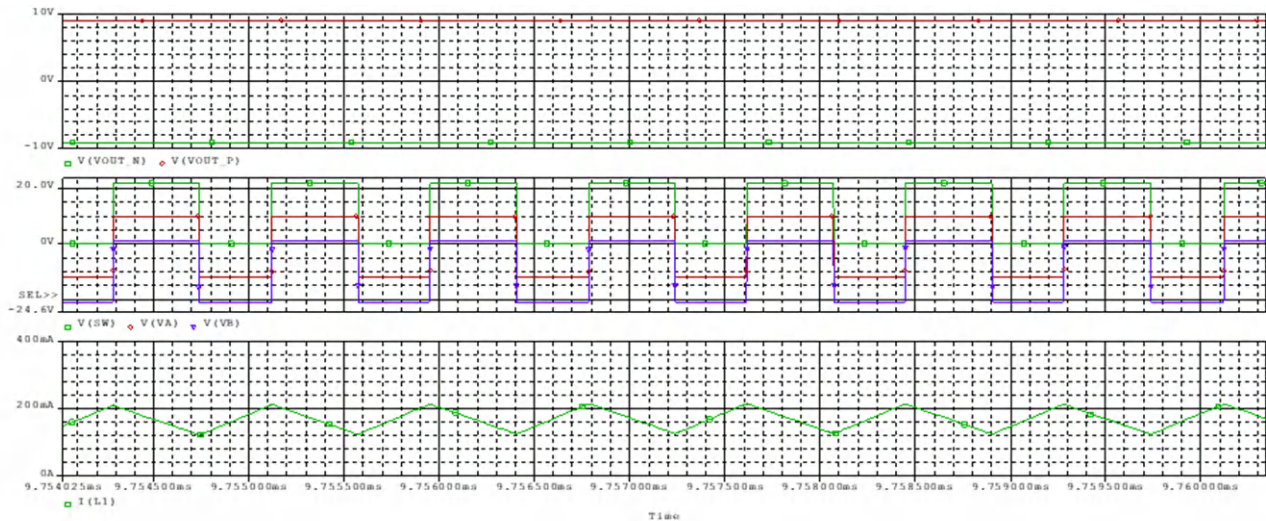 10V
0V
-10V
V(VOUT_N) V(VOUT_P)
20.0V
0V
SEL>>
-24.6V
V(SW) V(VA) V(VB)
400mA
200mA
0A
9.754025ms 9.754500ms 9.755000ms 9.755500ms 9.756000ms 9.756500ms 9.757000ms 9.757500ms 9.758000ms 9.758500ms 9.759000ms 9.759500ms 9.760000ms
I(L1)
Time